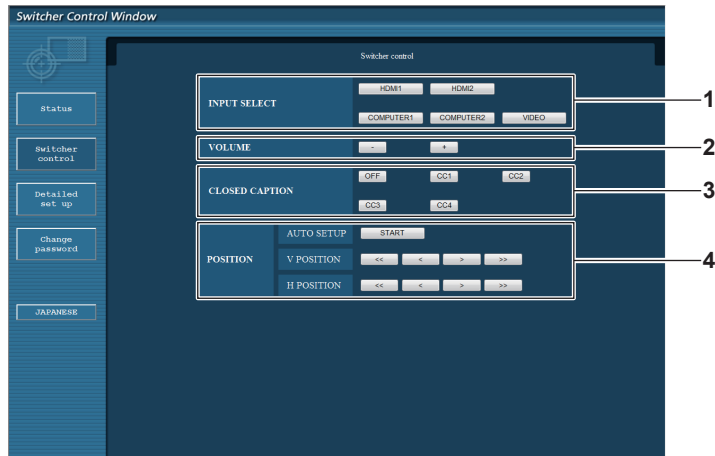 Switcher Control Window
Switcher control
Status
Switcher
control
Detailed
set up
Change
password
JAPANESE
INPUT SELECT
HDMI1 HDMI2
COMPUTER1 COMPUTER2 VIDEO
1
VOLUME - +
2
CLOSED CAPTION
OFF CC1 CC2
CC3 CC4
3
POSITION
AUTO SETUP START
V POSITION << < > >>
H POSITION << < > >>
4